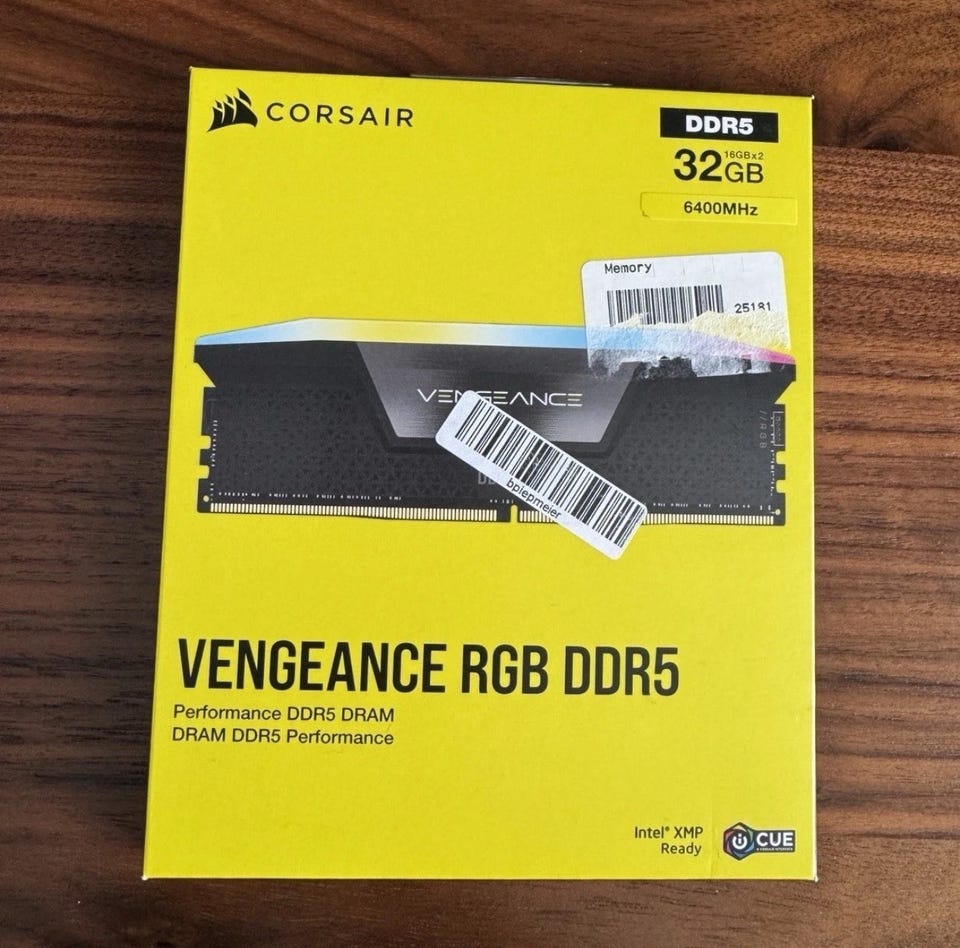 CORSAIR
DDR5
16GBx2
32GB
6400MHz
Memory
25181
VENGEANCE
bpiepmeier
VENGEANCE RGB DDR5
Performance DDR5 DRAM
DRAM DDR5 Performance
Intel® XMP
Ready
iCUE